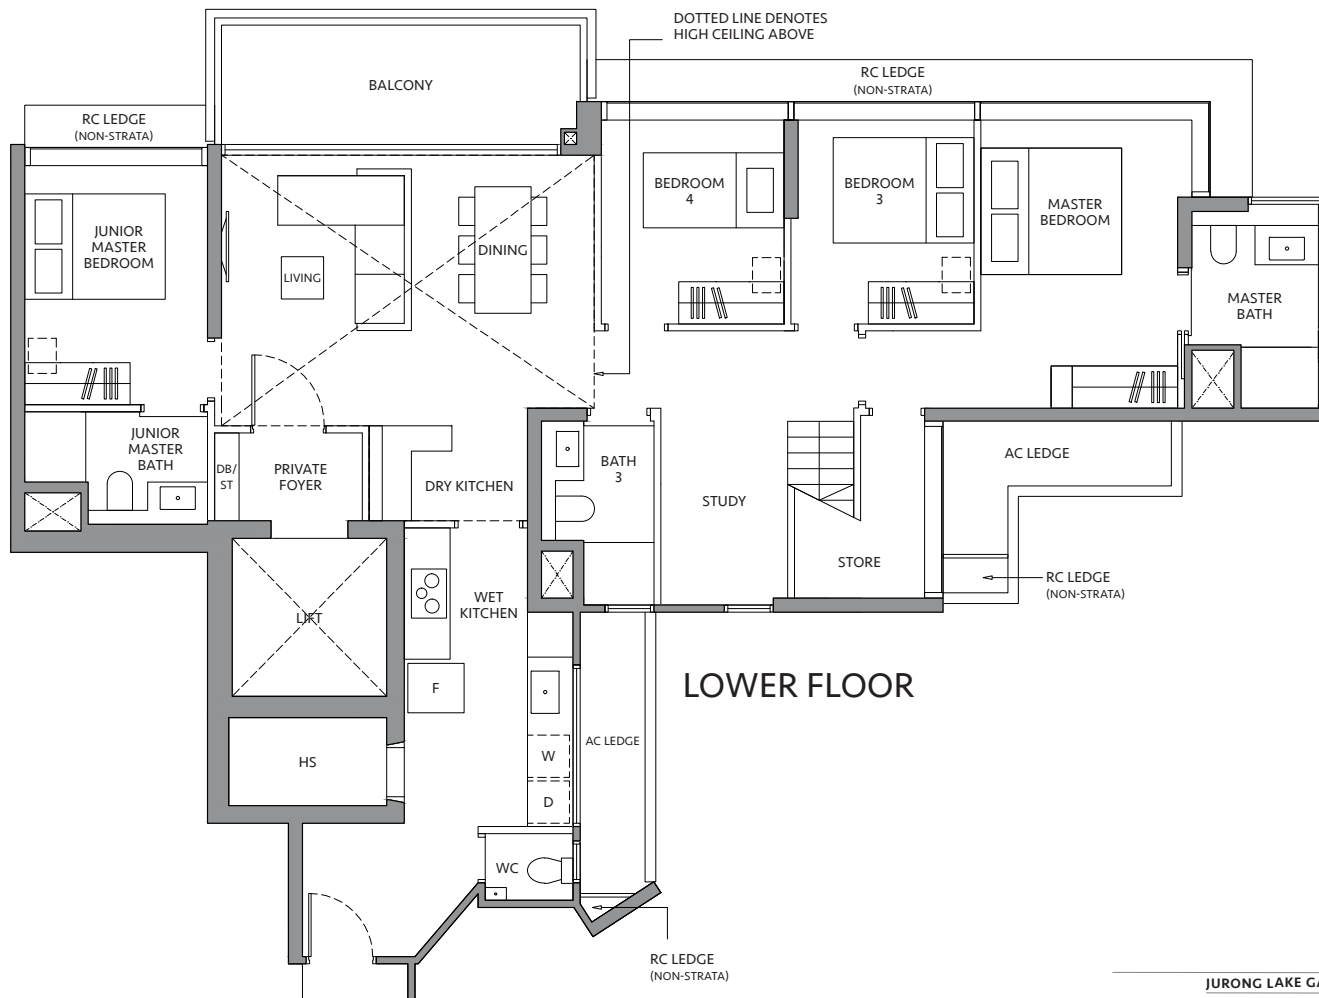 DOTTED LINE DENOTES
HIGH CEILING ABOVE
BALCONY
RC LEDGE
(NON-STRATA)
RC LEDGE
(NON-STRATA)
JUNIOR
MASTER
BEDROOM
LIVING
DINING
BEDROOM
4
BEDROOM
3
MASTER
BEDROOM
MASTER
BATH
JUNIOR
MASTER
BATH
DB/
ST
PRIVATE
FOYER
DRY KITCHEN
BATH
3
STUDY
AC LEDGE
STORE
RC LEDGE
(NON-STRATA)
LIFT
WET
KITCHEN
F
LOWER FLOOR
HS
W
D
AC LEDGE
WC
RC LEDGE
(NON-STRATA)
JURONG LAKE GA